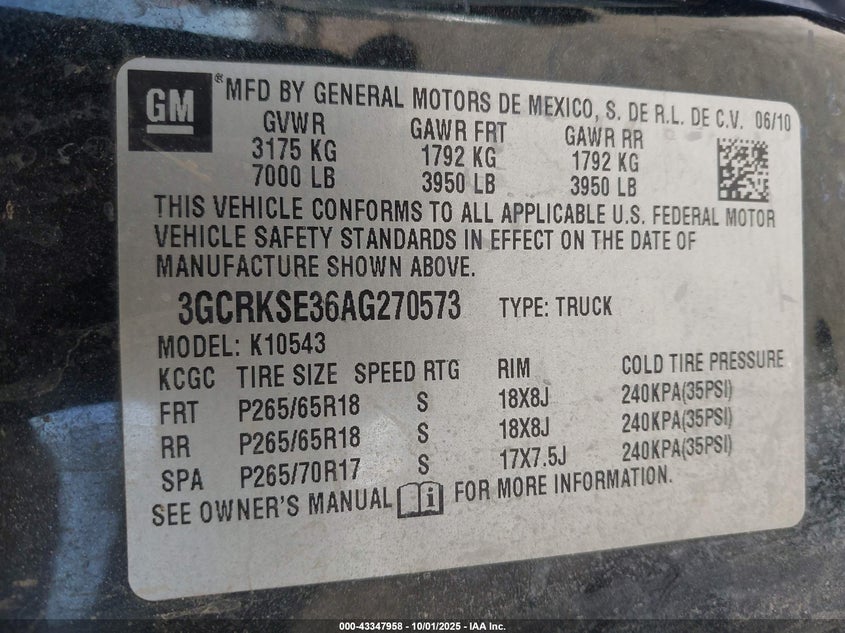 GM
® MFD BY GENERAL MOTORS DE MEXICO, S. DE R.L. DE C.V. 06/10
GVWR GAWR FRT GAWR RR
3175 KG 1792 KG 1792 KG
7000 LB 3950 LB 3950 LB
THIS VEHICLE CONFORMS TO ALL APPLICABLE U.S. FEDERAL MOTOR
VEHICLE SAFETY STANDARDS IN EFFECT ON THE DATE OF
MANUFACTURE SHOWN ABOVE.
3GCRKSE36AG270573 TYPE: TRUCK
MODEL: K10543
KCGC TIRE SIZE SPEED RTG RIM COLD TIRE PRESSURE
FRT P265/65R18 S 18X8J 240KPA(35PSI)
RR P265/65R18 S 18X8J 240KPA(35PSI)
SPA P265/70R17 S 17X7.5J 240KPA(35PSI)
SEE OWNER'S MANUAL i FOR MORE INFORMATION.
000-43347958 - 10/01/2025 - IAA Inc.